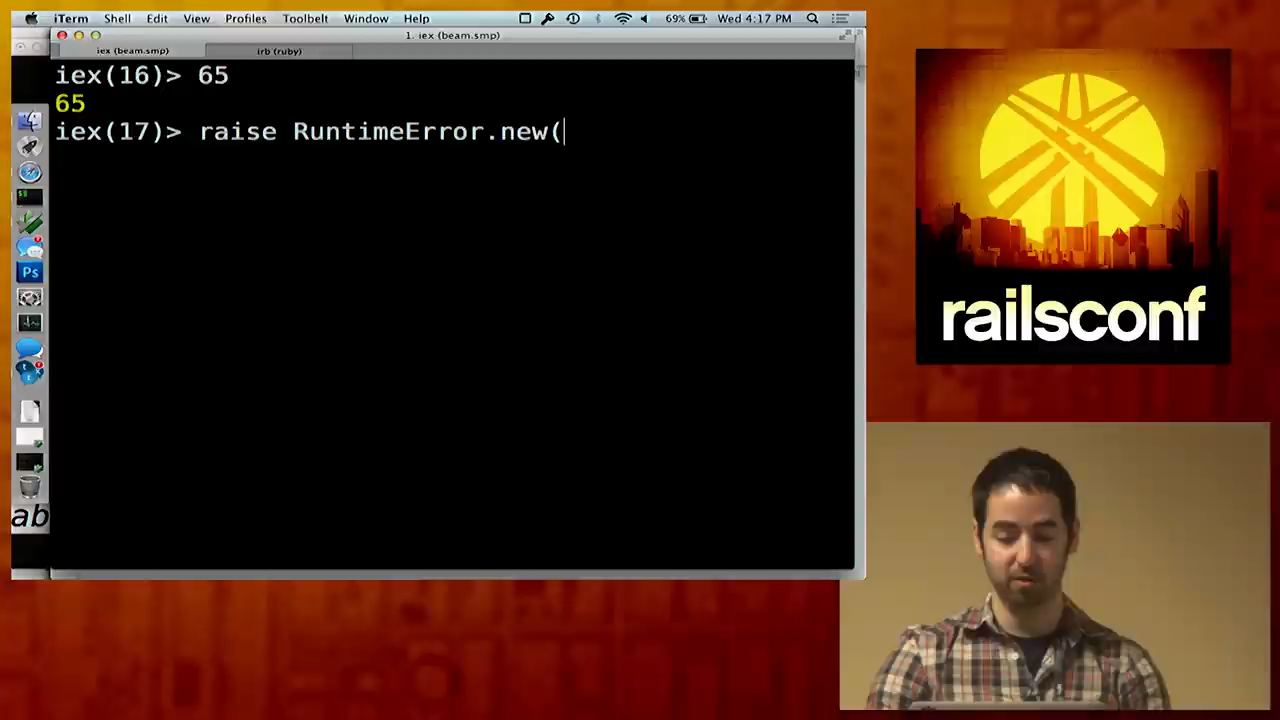 iTerm Shell Edit View Profiles Toolbelt Window Help 69% Wed 4:17 PM
1. iex (beam.smp)
iex (beam.smp) irb (ruby)
iex(16)> 65
65
iex(17)> raise RuntimeError.new(
Ps
ab
railsconf